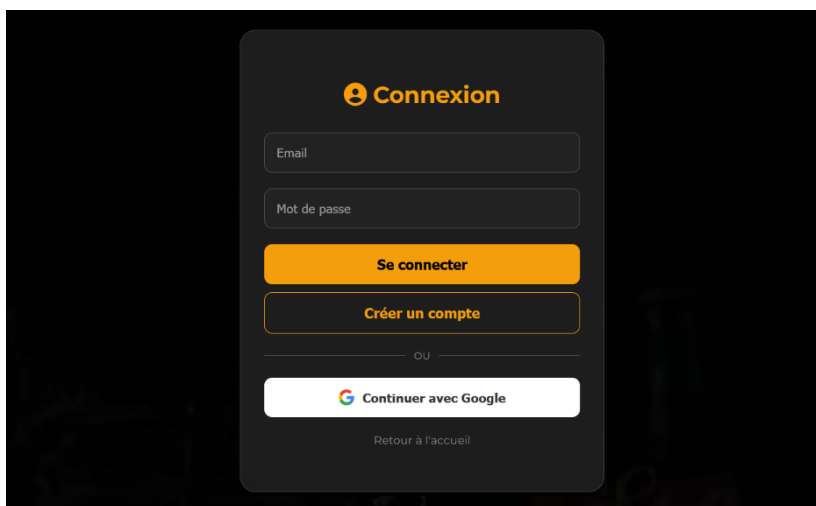 Connexion
Email
Mot de passe
Se connecter
Créer un compte
OU
Continuer avec Google
Retour à l'accueil